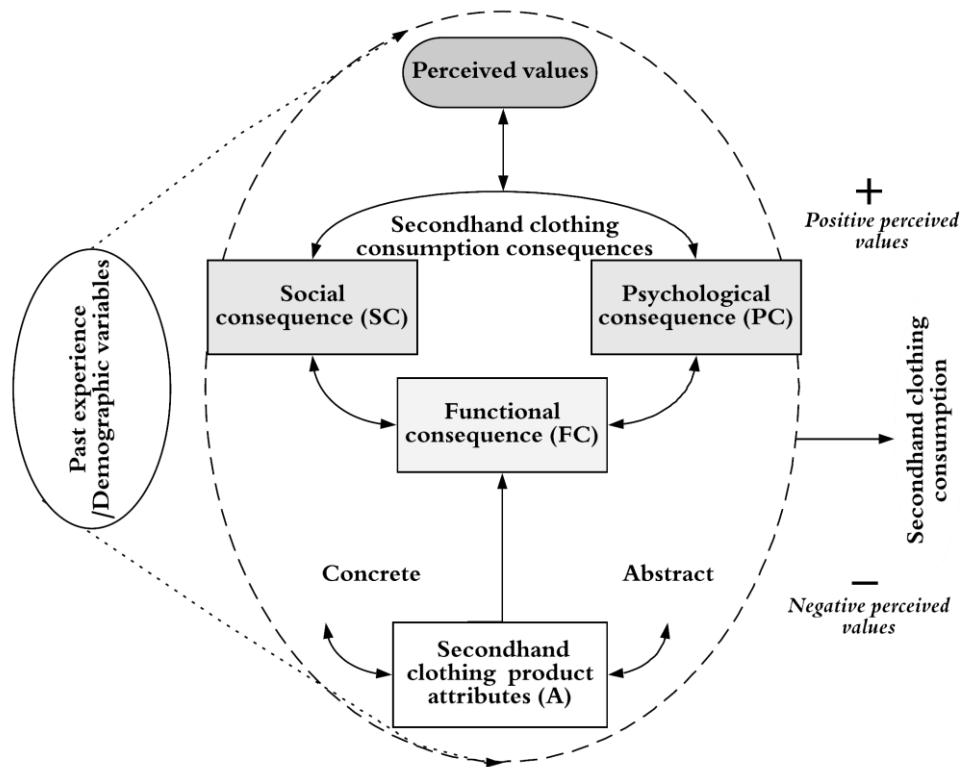 Perceived values
Secondhand clothing
consumption consequences
Social
consequence (SC)
Psychological
consequence (PC)
Functional
consequence (FC)
Concrete
Abstract
Secondhand
clothing product
attributes (A)
Past experience
/Demographic variables
+
Positive perceived
values
Secondhand clothing
consumption
−
Negative perceived
values